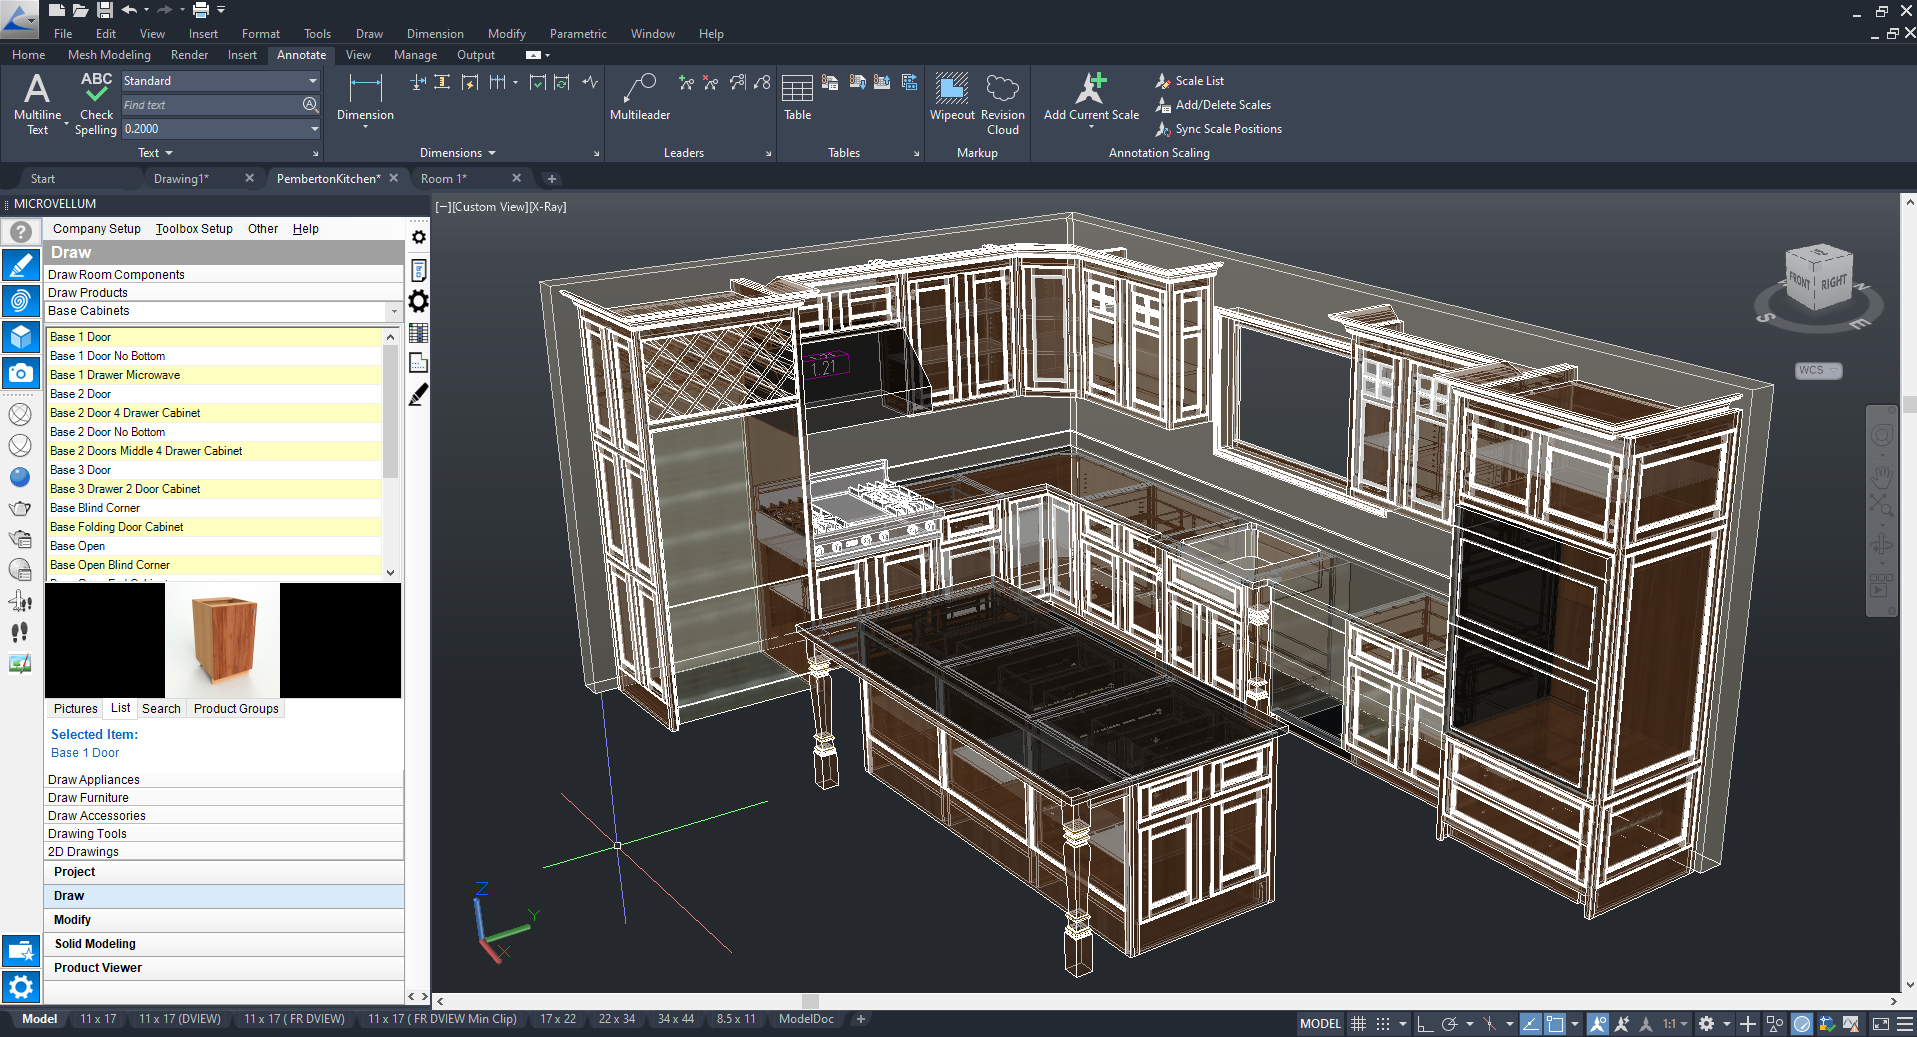 File Edit View Insert Format Tools Draw Dimension Modify Parametric Window Help
Home Mesh Modeling Render Insert Annotate View Manage Output
A ABC Standard
Find text
Multiline Text
Check Spelling
0.2000
Text
Dimension
Dimensions
Multileader
Leaders
Table
Tables
Wipeout
Revision Cloud
Markup
Add Current Scale
Scale List
Add/Delete Scales
Sync Scale Positions
Annotation Scaling
Start Drawing1* PembertonKitchen* Room 1*
MICROVELLUM
[−][Custom View][X-Ray]
Company Setup Toolbox Setup Other Help
Draw
Draw Room Components
Draw Products
Base Cabinets
Base 1 Door
Base 1 Door No Bottom
Base 1 Drawer Microwave
Base 2 Door
Base 2 Door 4 Drawer Cabinet
Base 2 Door No Bottom
Base 2 Doors Middle 4 Drawer Cabinet
Base 3 Door
Base 3 Drawer 2 Door Cabinet
Base Blind Corner
Base Folding Door Cabinet
Base Open
Base Open Blind Corner
Pictures List Search Product Groups
Selected Item:
Base 1 Door
Draw Appliances
Draw Furniture
Draw Accessories
Drawing Tools
2D Drawings
Project
Draw
Modify
Solid Modeling
Product Viewer
1.21
FRONT RIGHT
S E
WCS
Z
Y
X
Model 11 x 17 11 x 17 (DVIEW) 11 x 17 ( FR DVIEW) 11 x 17 ( FR DVIEW Min Clip) 17 x 22 22 x 34 34 x 44 8.5 x 11 ModelDoc
MODEL 1:1